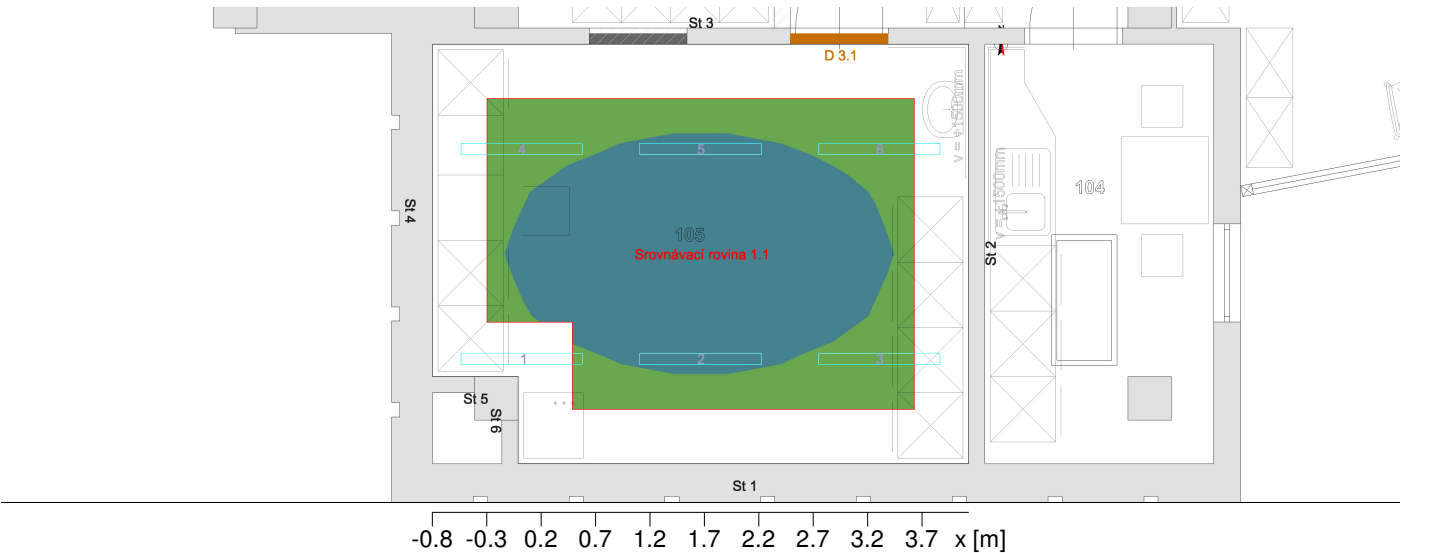 St 3
D 3.1
V = +1500mm
4 5 6
V = +1500mm
104
St 4
105
Srovnávací rovina 1.1
St 2
1 2 3
St 5
St 6
St 1
-0.8 -0.3 0.2 0.7 1.2 1.7 2.2 2.7 3.2 3.7 x [m]